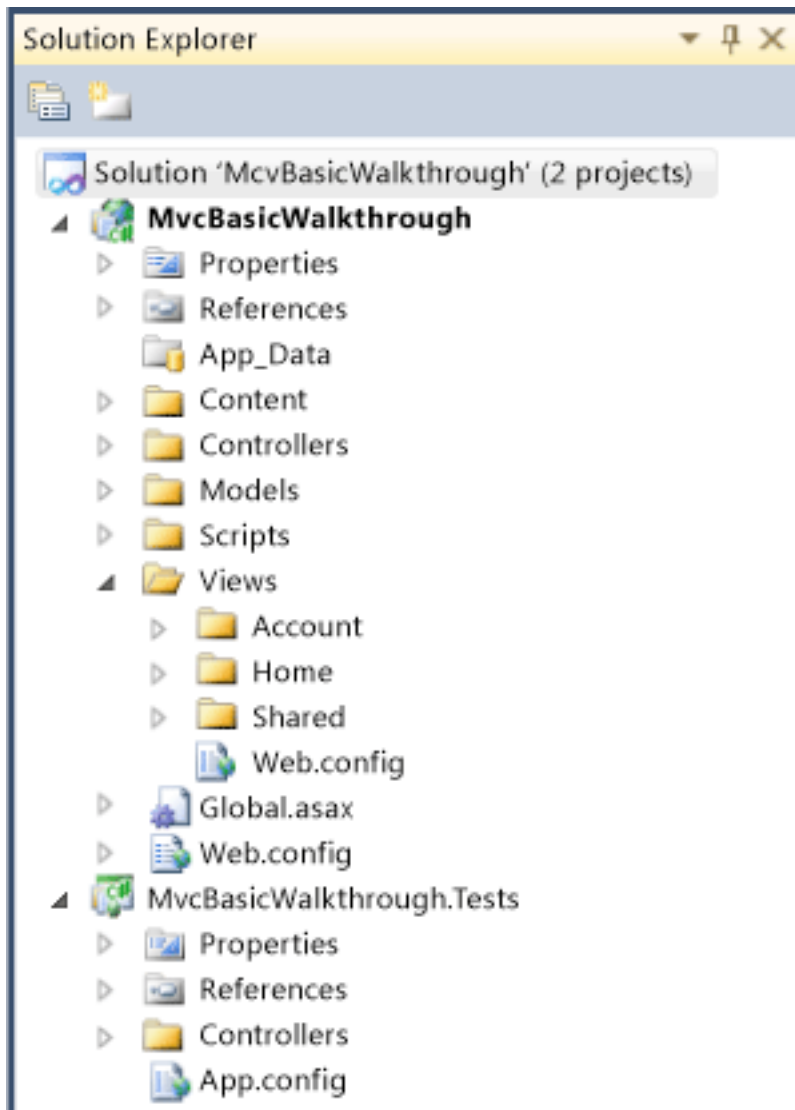 Solution Explorer
Solution ‘McvBasicWalkthrough’ (2 projects)
MvcBasicWalkthrough
Properties
References
App_Data
Content
Controllers
Models
Scripts
Views
Account
Home
Shared
Web.config
Global.asax
Web.config
MvcBasicWalkthrough.Tests
Properties
References
Controllers
App.config